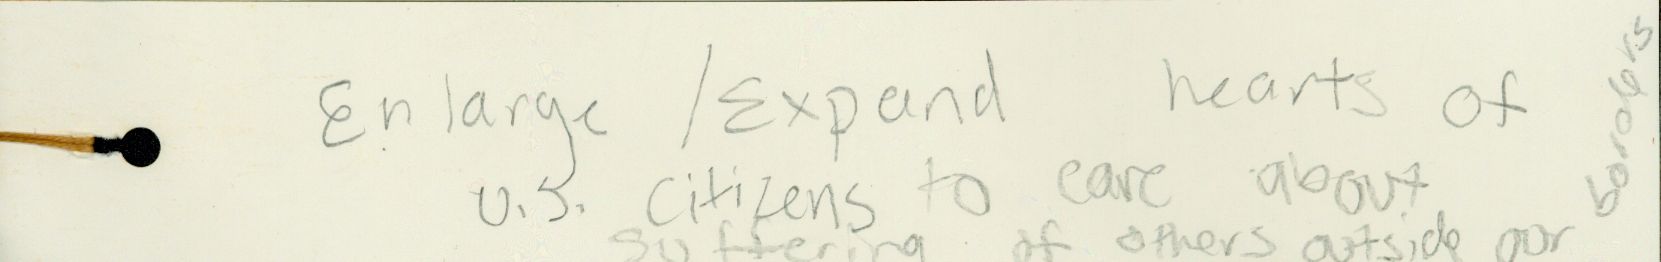 Enlarge / Expand hearts of
U.S. citizens to care about
suffering of others outside our
borders